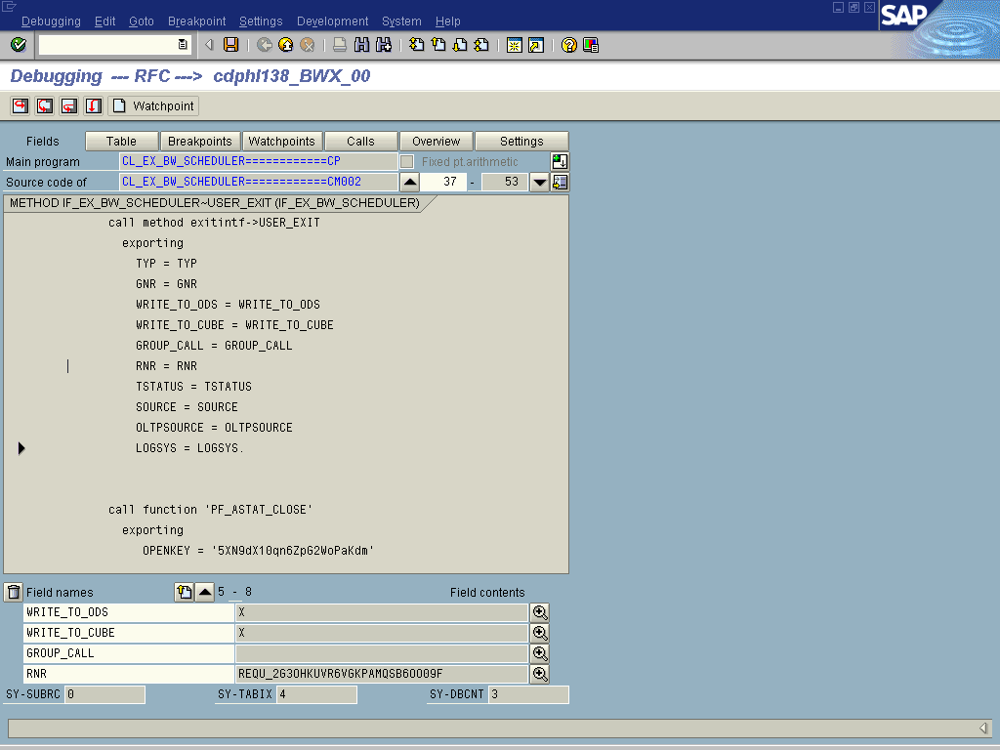 Debugging Edit Goto Breakpoint Settings Development System Help
SAP
Debugging --- RFC ---> cdphl138_BWX_00
Watchpoint
Fields Table Breakpoints Watchpoints Calls Overview Settings
Main program CL_EX_BW_SCHEDULER============CP Fixed pt.arithmetic
Source code of CL_EX_BW_SCHEDULER============CM002 37 - 53
METHOD IF_EX_BW_SCHEDULER~USER_EXIT (IF_EX_BW_SCHEDULER)
call method exitintf->USER_EXIT
exporting
TYP = TYP
GNR = GNR
WRITE_TO_ODS = WRITE_TO_ODS
WRITE_TO_CUBE = WRITE_TO_CUBE
GROUP_CALL = GROUP_CALL
RNR = RNR
TSTATUS = TSTATUS
SOURCE = SOURCE
OLTPSOURCE = OLTPSOURCE
LOGSYS = LOGSYS.
call function 'PF_ASTAT_CLOSE'
exporting
OPENKEY = '5XN9dX10qn6ZpG2WoPaKdm'
Field names 5 - 8 Field contents
WRITE_TO_ODS X
WRITE_TO_CUBE X
GROUP_CALL
RNR REQU_2G3OHKUVR6VGKPAMQSB6OO09F
SY-SUBRC 0 SY-TABIX 4 SY-DBCNT 3